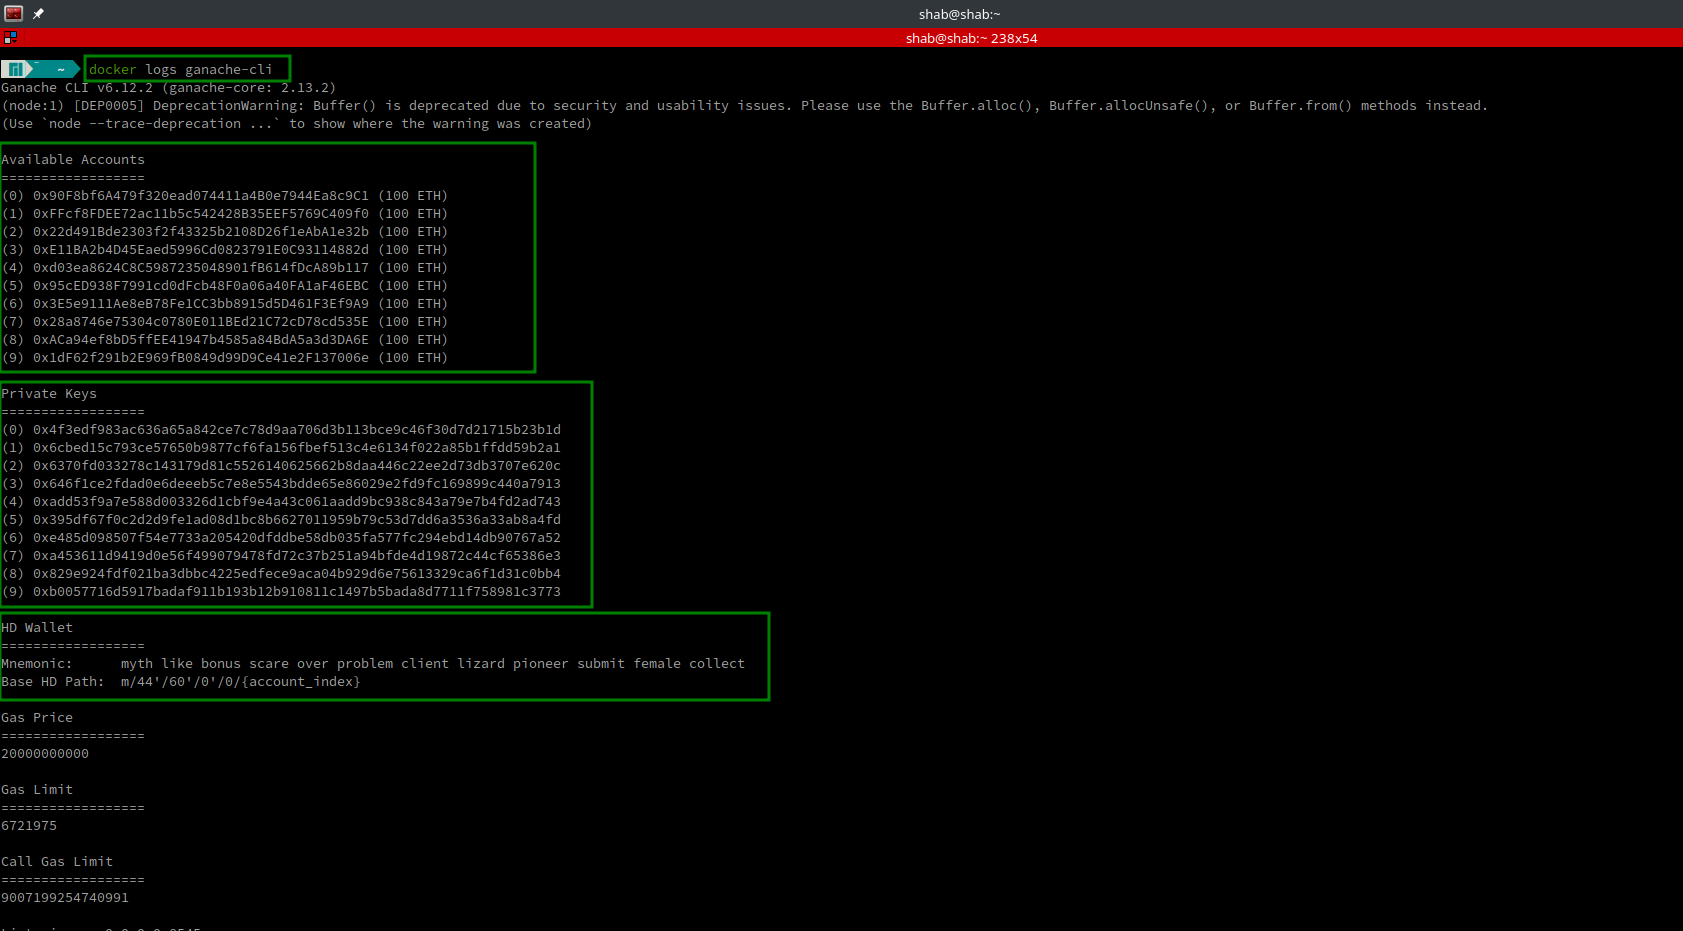 shab@shab:~
shab@shab:~ 238x54
~ docker logs ganache-cli
Ganache CLI v6.12.2 (ganache-core: 2.13.2)
(node:1) [DEP0005] DeprecationWarning: Buffer() is deprecated due to security and usability issues. Please use the Buffer.alloc(), Buffer.allocUnsafe(), or Buffer.from() methods instead.
(Use `node --trace-deprecation ...` to show where the warning was created)
Available Accounts
==================
(0) 0x90F8bf6A479f320ead074411a4B0e7944Ea8c9C1 (100 ETH)
(1) 0xFFcf8FDEE72ac11b5c542428B35EEF5769C409f0 (100 ETH)
(2) 0x22d491Bde2303f2f43325b2108D26f1eAbA1e32b (100 ETH)
(3) 0xE11BA2b4D45Eaed5996Cd0823791E0C93114882d (100 ETH)
(4) 0xd03ea8624C8C5987235048901fB614fDcA89b117 (100 ETH)
(5) 0x95cED938F7991cd0dFcb48F0a06a40FA1aF46EBC (100 ETH)
(6) 0x3E5e9111Ae8eB78Fe1CC3bb8915d5D461F3Ef9A9 (100 ETH)
(7) 0x28a8746e75304c0780E011BEd21C72cD78cd535E (100 ETH)
(8) 0xACa94ef8bD5ffEE41947b4585a84BdA5a3d3DA6E (100 ETH)
(9) 0x1dF62f291b2E969fB0849d99D9Ce41e2F137006e (100 ETH)
Private Keys
==================
(0) 0x4f3edf983ac636a65a842ce7c78d9aa706d3b113bce9c46f30d7d21715b23b1d
(1) 0x6cbed15c793ce57650b9877cf6fa156fbef513c4e6134f022a85b1ffdd59b2a1
(2) 0x6370fd033278c143179d81c5526140625662b8daa446c22ee2d73db3707e620c
(3) 0x646f1ce2fdad0e6deeeb5c7e8e5543bdde65e86029e2fd9fc169899c440a7913
(4) 0xadd53f9a7e588d003326d1cbf9e4a43c061aadd9bc938c843a79e7b4fd2ad743
(5) 0x395df67f0c2d2d9fe1ad08d1bc8b6627011959b79c53d7dd6a3536a33ab8a4fd
(6) 0xe485d098507f54e7733a205420dfddbe58db035fa577fc294ebd14db90767a52
(7) 0xa453611d9419d0e56f499079478fd72c37b251a94bfde4d19872c44cf65386e3
(8) 0x829e924fdf021ba3dbbc4225edfece9aca04b929d6e75613329ca6f1d31c0bb4
(9) 0xb0057716d5917badaf911b193b12b910811c1497b5bada8d7711f758981c3773
HD Wallet
==================
Mnemonic:      myth like bonus scare over problem client lizard pioneer submit female collect
Base HD Path:  m/44'/60'/0'/0/{account_index}
Gas Price
==================
20000000000
Gas Limit
==================
6721975
Call Gas Limit
==================
9007199254740991